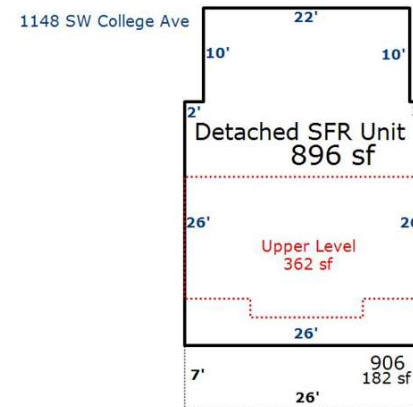 1148 SW College Ave
22'
10'
10'
2'
Detached SFR Unit
896 sf
26'
Upper Level
362 sf
26'
906
182 sf
7'
26'